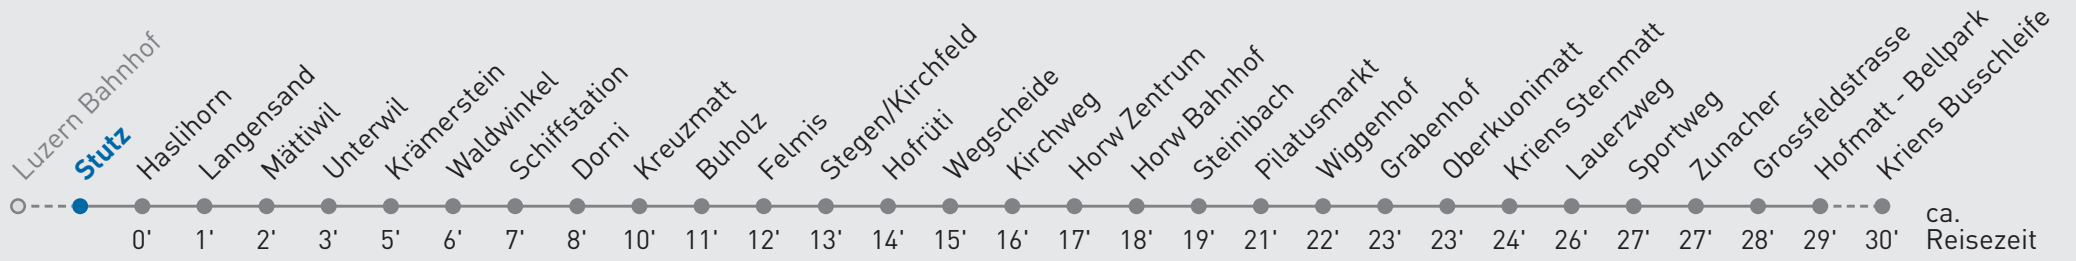 Luzern Bahnhof
Stutz
Haslihorn
Langensand
Mättiwil
Unterwil
Krämerstein
Waldwinkel
Schiffstation
Dorni
Kreuzmatt
Buholz
Felmis
Stegen/Kirchfeld
Hofrüti
Wegscheide
Kirchweg
Horw Zentrum
Horw Bahnhof
Steinibach
Pilatusmarkt
Wiggenhof
Grabenhof
Oberkuonimatt
Kriens Sternmatt
Lauerzweg
Sportweg
Zunacher
Grossfeldstrasse
Hofmatt - Bellpark
Kriens Busschleife
0' 1' 2' 3' 5' 6' 7' 8' 10' 11' 12' 13' 14' 15' 16' 17' 18' 19' 21' 22' 23' 23' 24' 26' 27' 27' 28' 29' 30'
ca.
Reisezeit